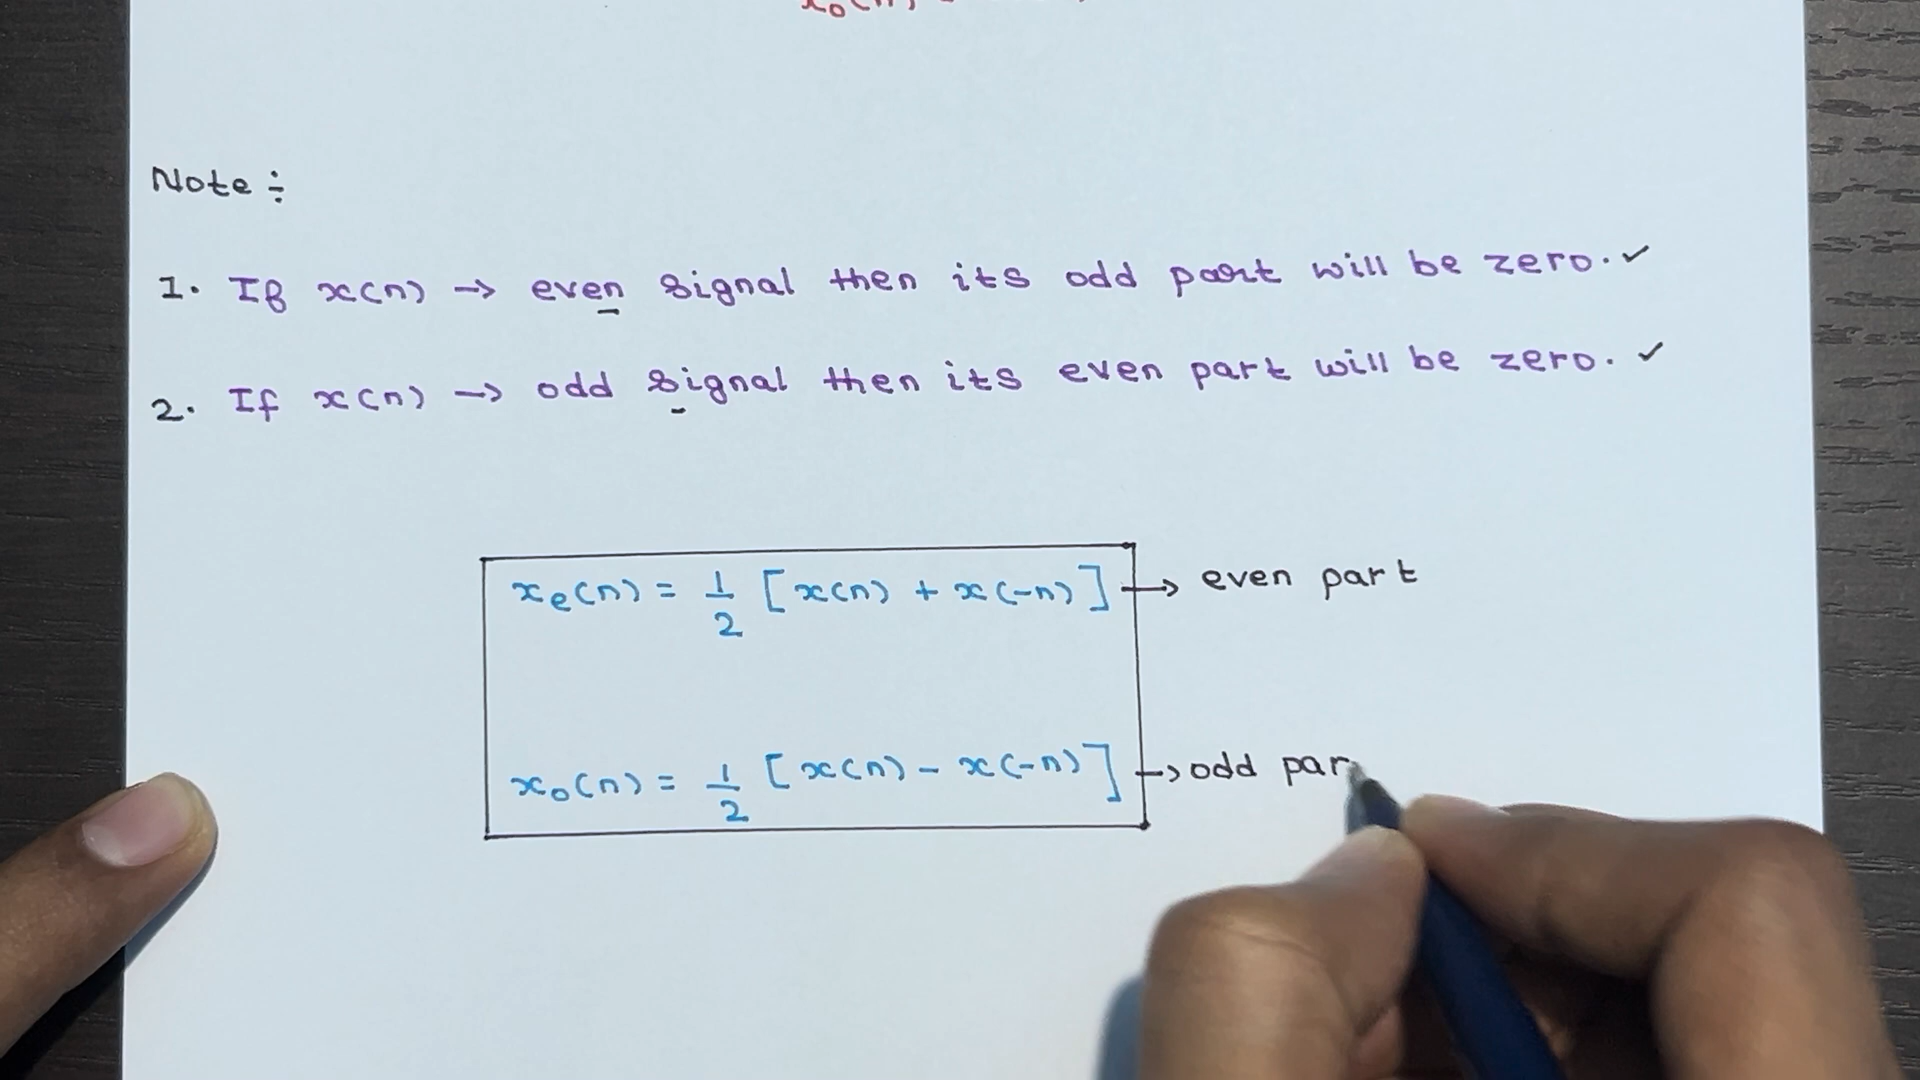 Note :
1. If x(n) → even signal then its odd part will be zero. ✓
2. If x(n) → odd signal then its even part will be zero. ✓
xₑ(n) = 1/2 [x(n) + x(-n)] → even part
x₀(n) = 1/2 [x(n) - x(-n)] → odd par